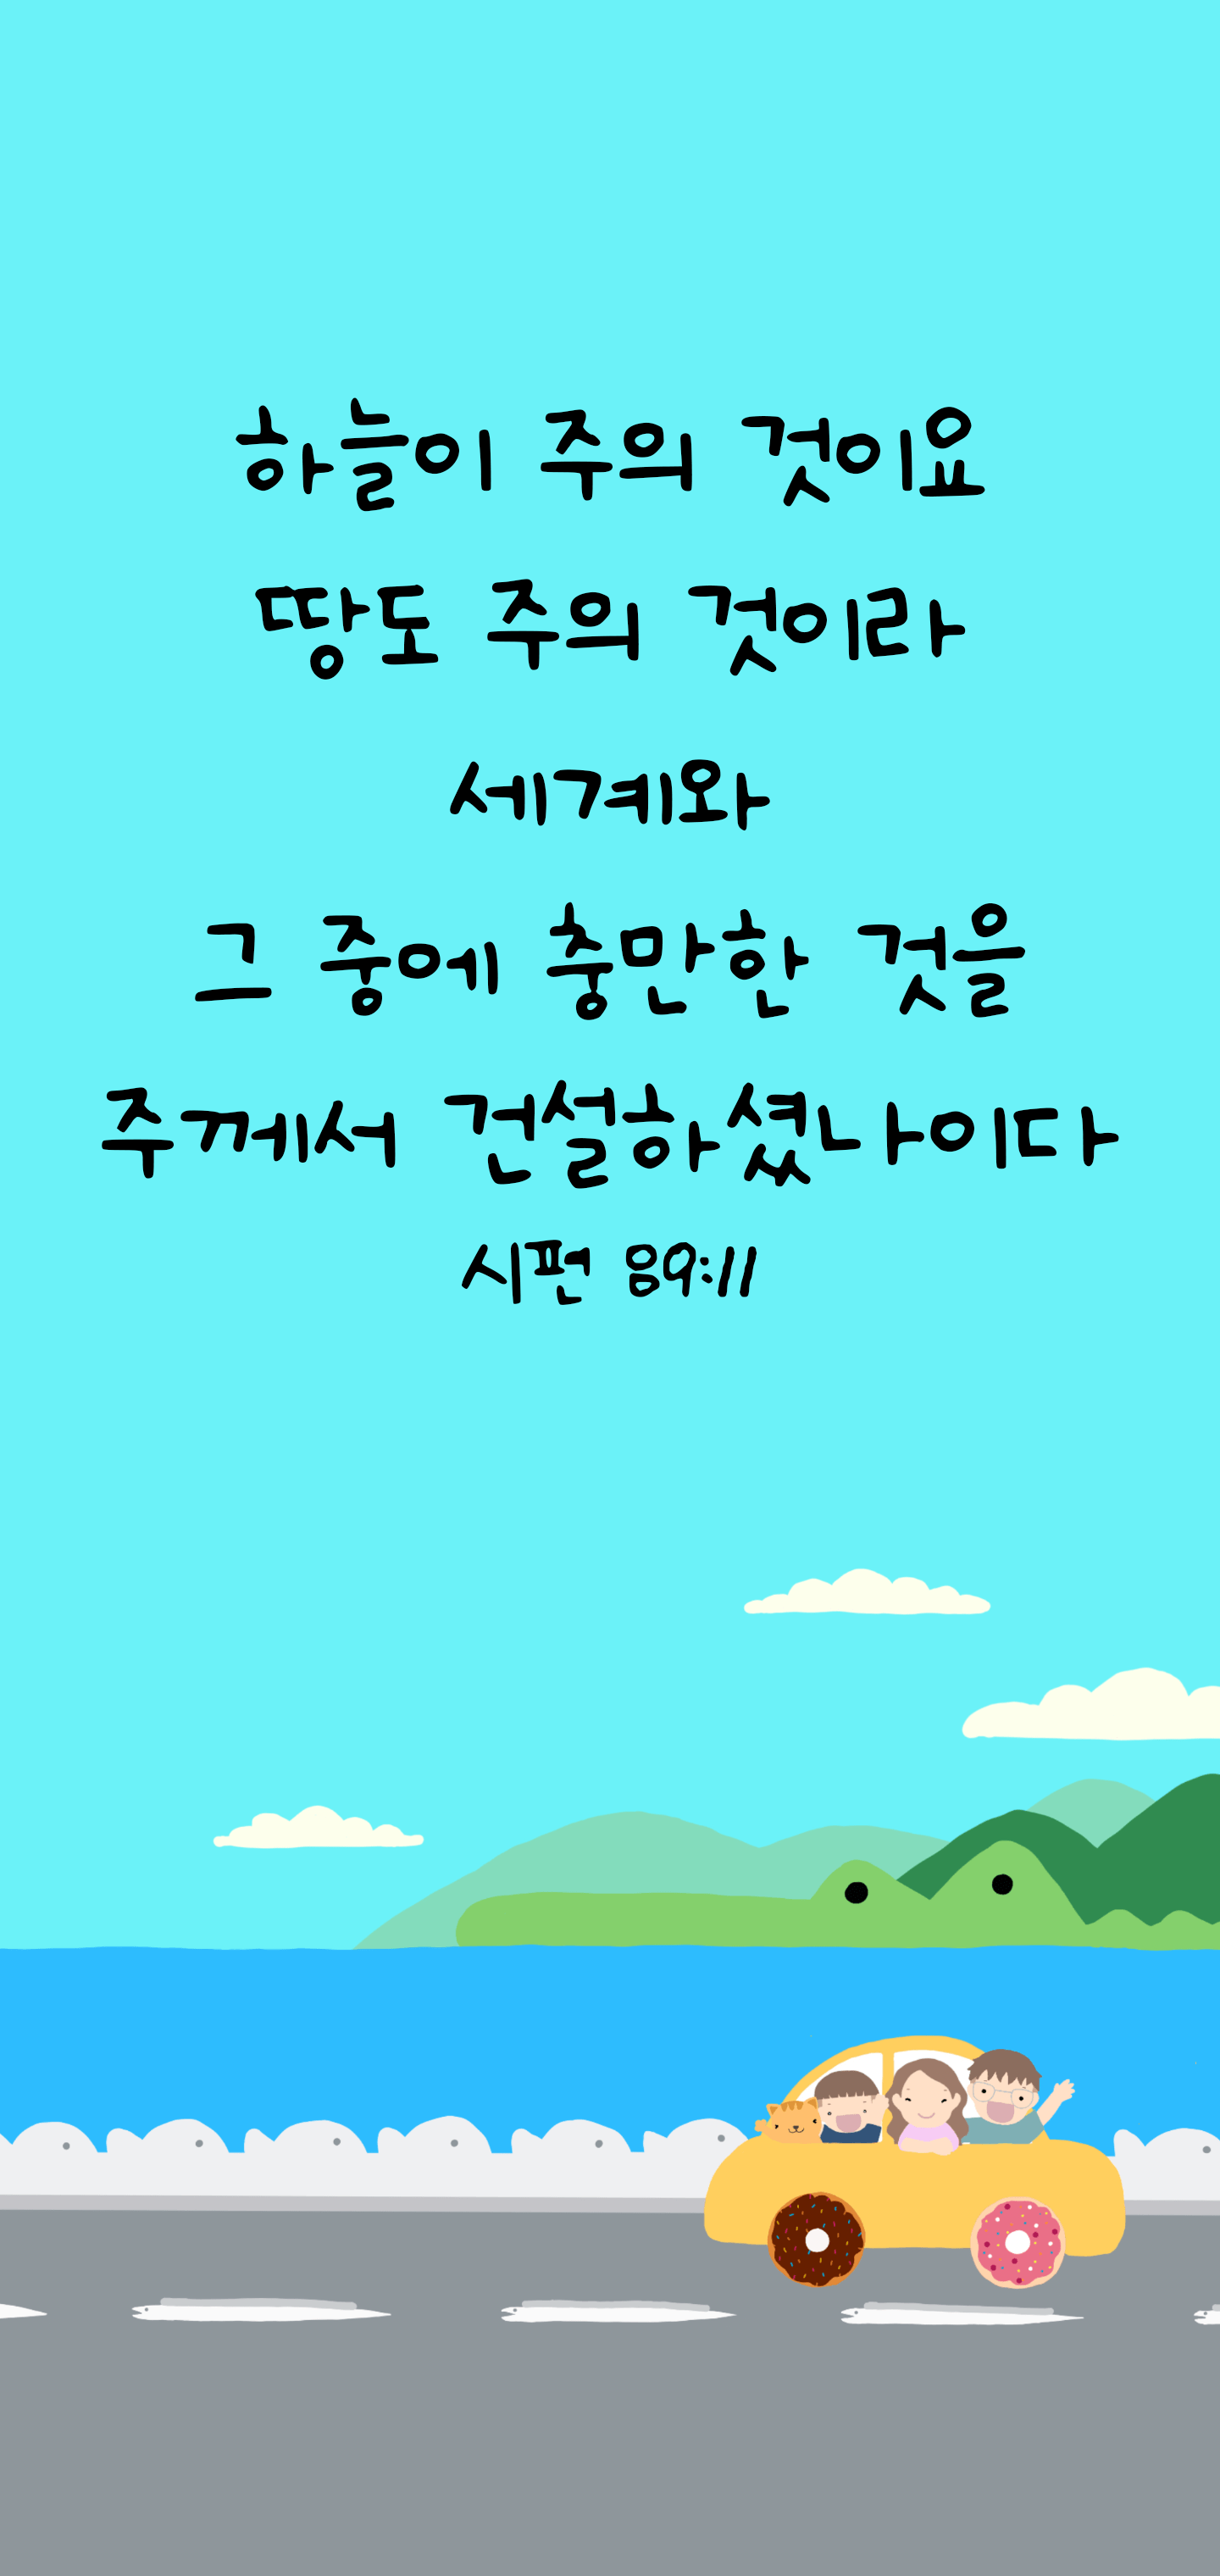 하늘이 주의 것이요
땅도 주의 것이라
세계와
그 중에 충만한 것을
주께서 건설하셨나이다
시편 89:11